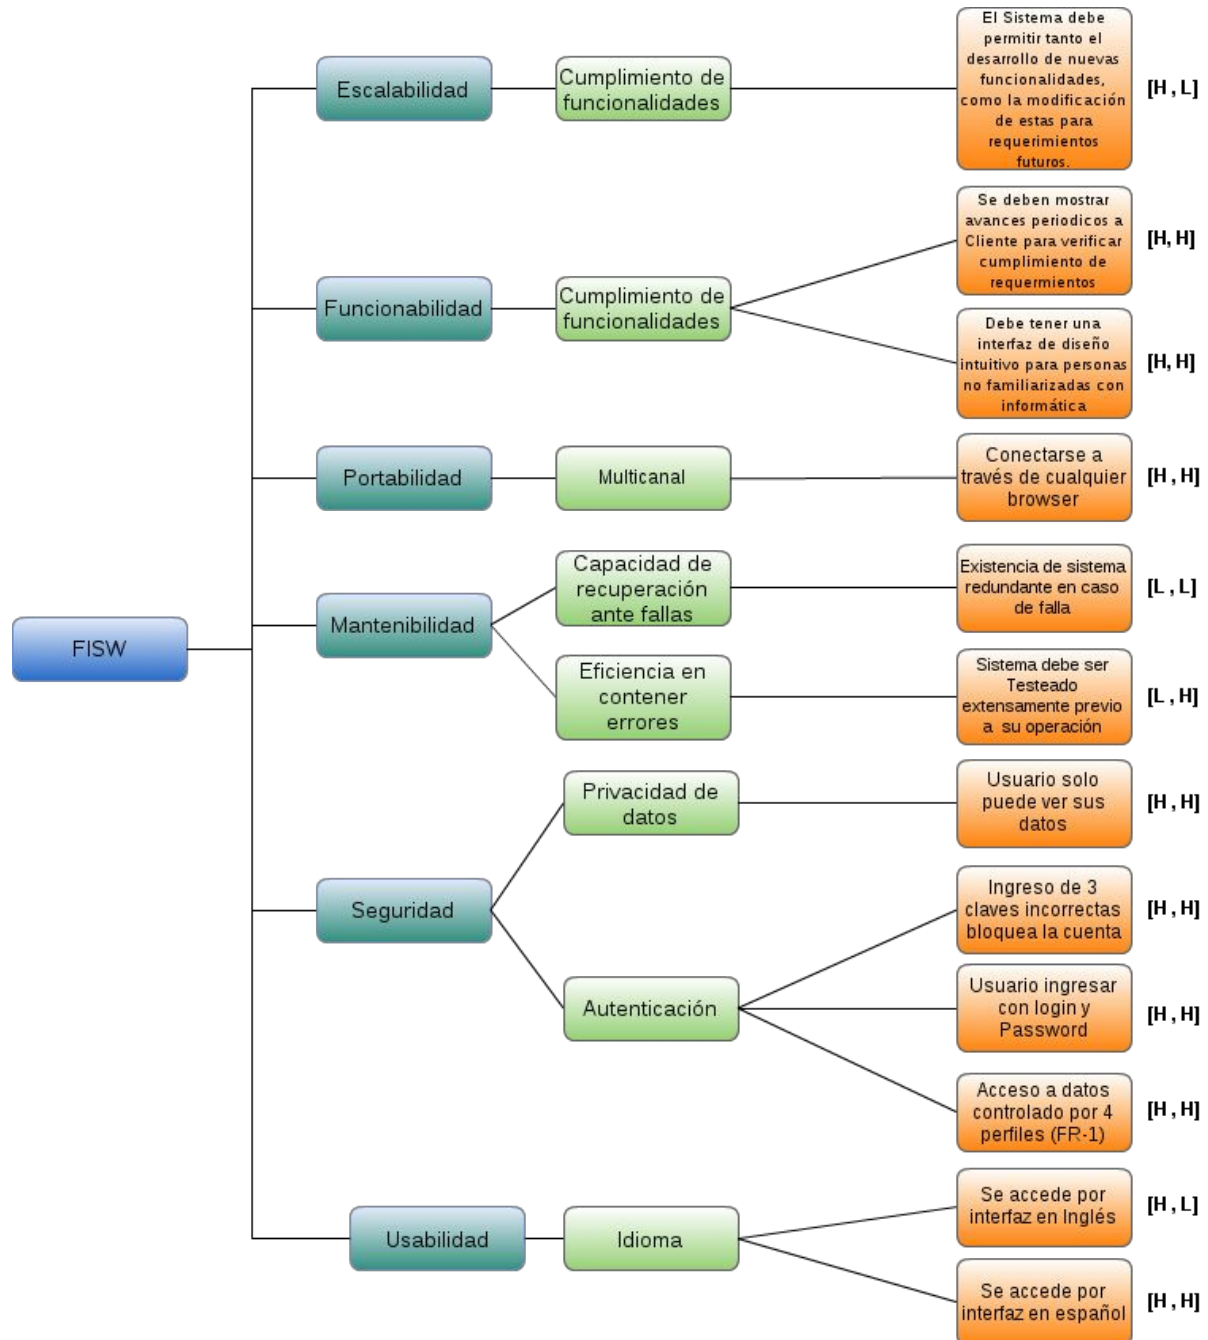 El Sistema debe
permitir tanto el
desarrollo de nuevas
funcionalidades,
como la modificación
de estas para
requerimientos
futuros.
[H , L]
Escalabilidad
Cumplimiento de
funcionalidades
Se deben mostrar
avances periodicos a
Cliente para verificar
cumplimiento de
requermientos
[H, H]
Funcionabilidad
Cumplimiento de
funcionalidades
Debe tener una
interfaz de diseño
intuitivo para personas
no familiarizadas con
informática
[H, H]
Portabilidad
Multicanal
Conectarse a
través de cualquier
browser
[H , H]
Capacidad de
recuperación
ante fallas
Existencia de sistema
redundante en caso
de falla
[L , L]
Mantenibilidad
FISW
Eficiencia en
contener
errores
Sistema debe ser
Testeado
extensamente previo
a su operación
[L , H]
Privacidad de
datos
Usuario solo
puede ver sus
datos
[H , H]
Seguridad
Ingreso de 3
claves incorrectas
bloquea la cuenta
[H , H]
Autenticación
Usuario ingresar
con login y
Password
[H , H]
Acceso a datos
controlado por 4
perfiles (FR-1)
[H , H]
Usabilidad
Idioma
Se accede por
interfaz en Inglés
[H , L]
Se accede por
interfaz en español
[H , H]